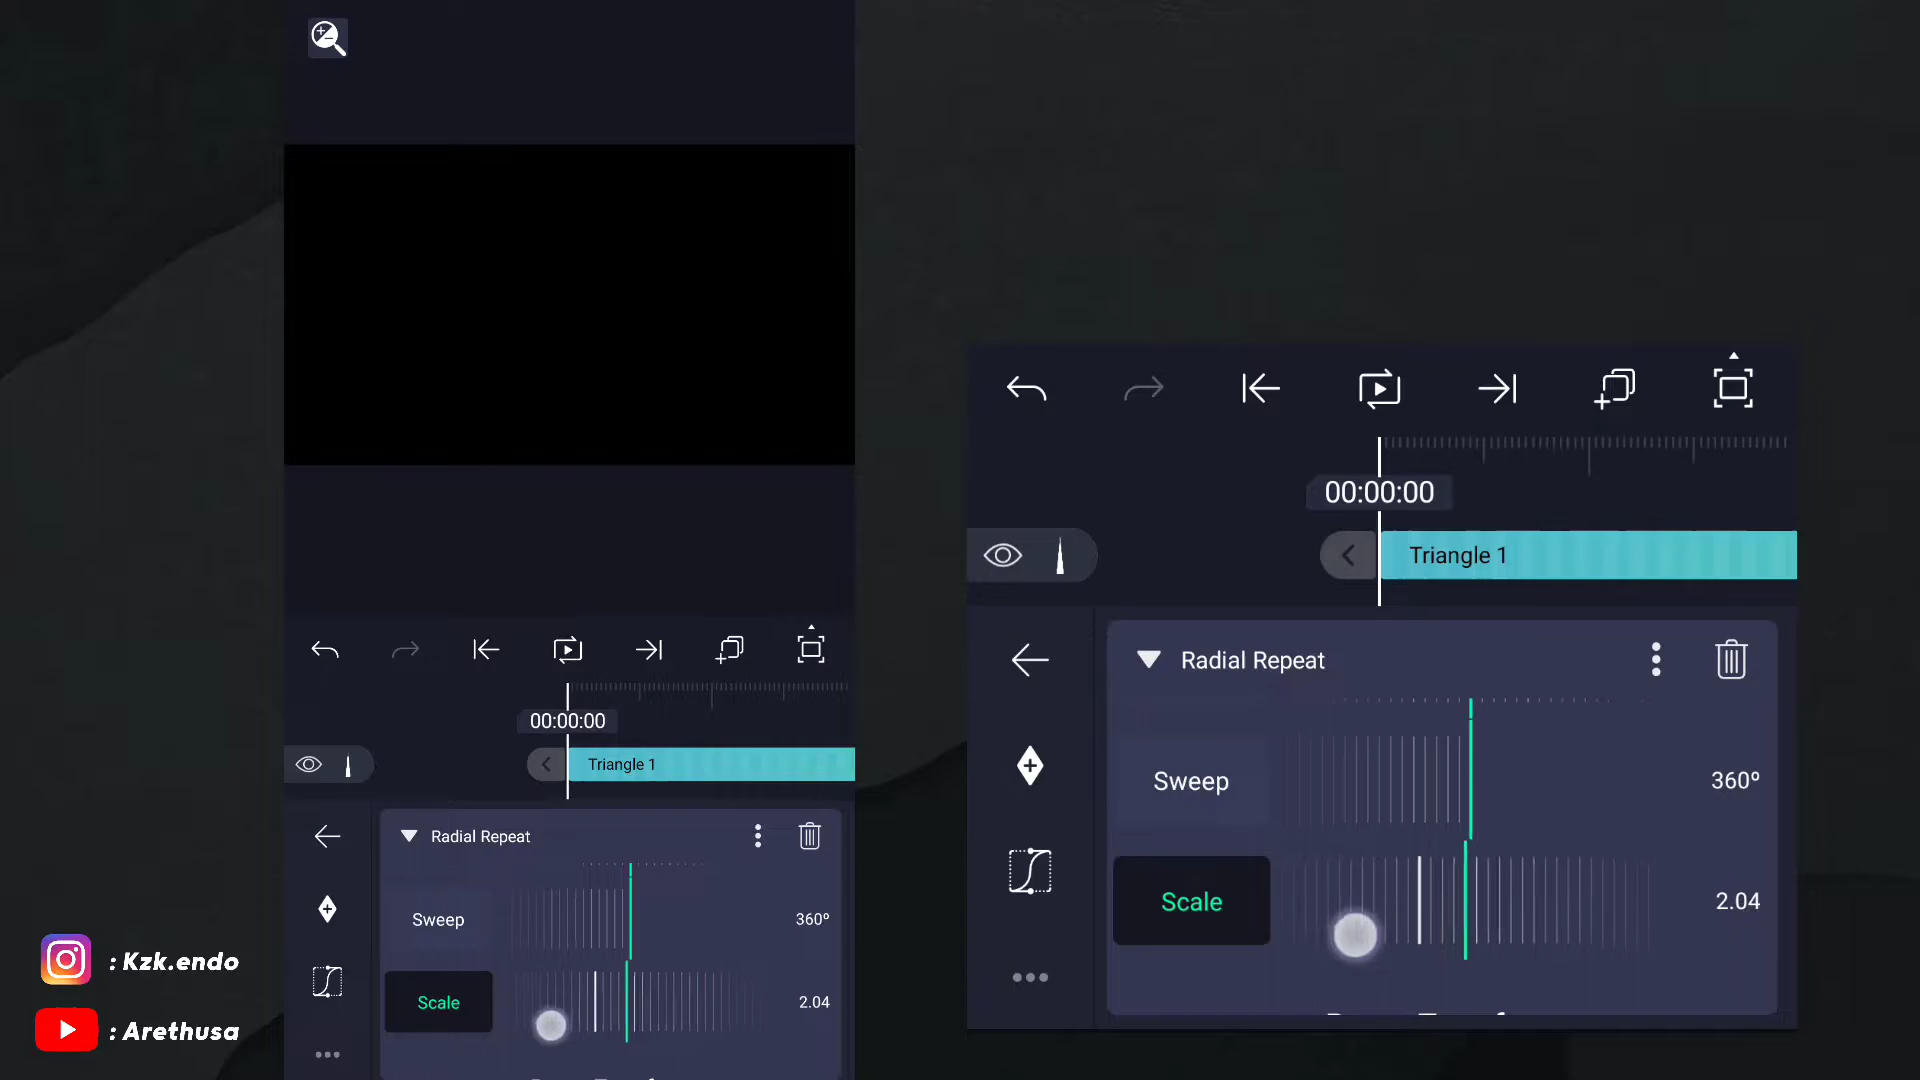 00:00:00
Triangle 1
Radial Repeat
Sweep
360º
Scale
2.04
00:00:00
Triangle 1
Radial Repeat
Sweep
360º
Scale
2.04
: Kzk.endo
: Arethusa